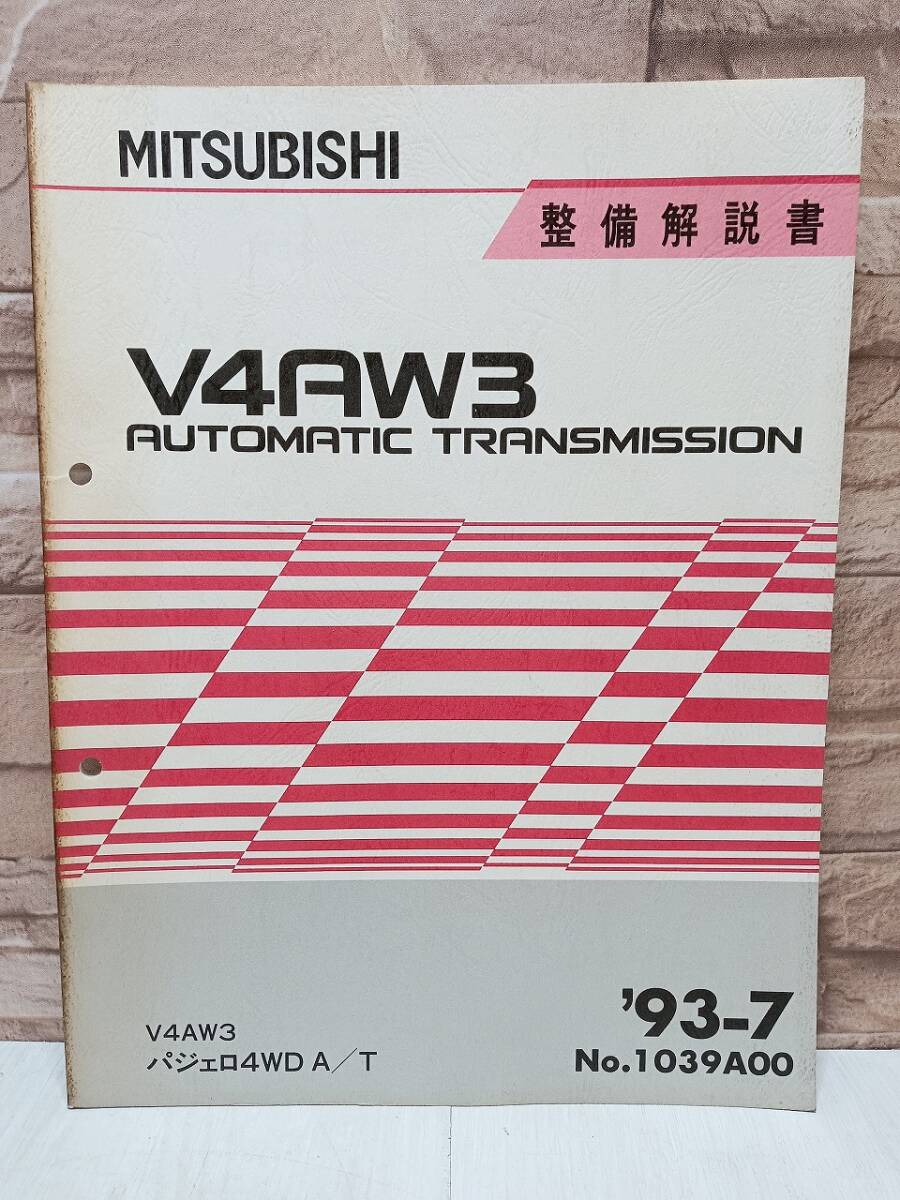 MITSUBISHI
整備解説書
V4AW3
AUTOMATIC TRANSMISSION
'93-7
V4AW3
パジェロ4WD A/T
No.1039A00